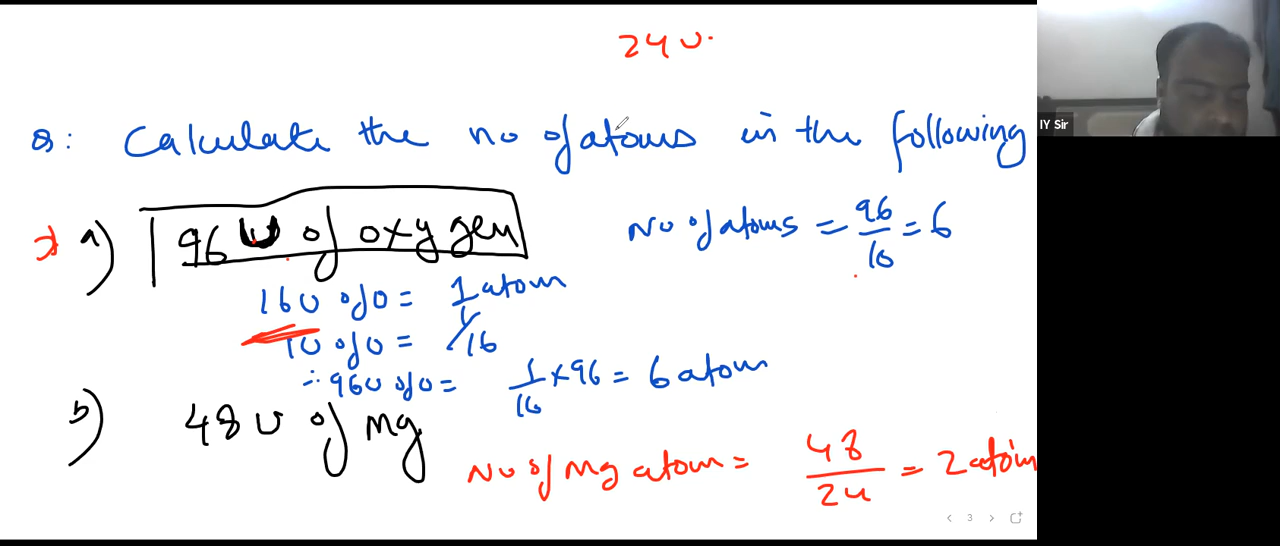 24 U.
Q: Calculate the no of atoms in the following
a) 96 U of oxygen
No of atoms = 96/16 = 6
16 U of O = 1 atom
1 U of O = 1/16
∴ 96 U of O = 1/16 × 96 = 6 atom
b) 48 U of Mg
No of Mg atom = 48/24 = 2 atom
IY Sir
3